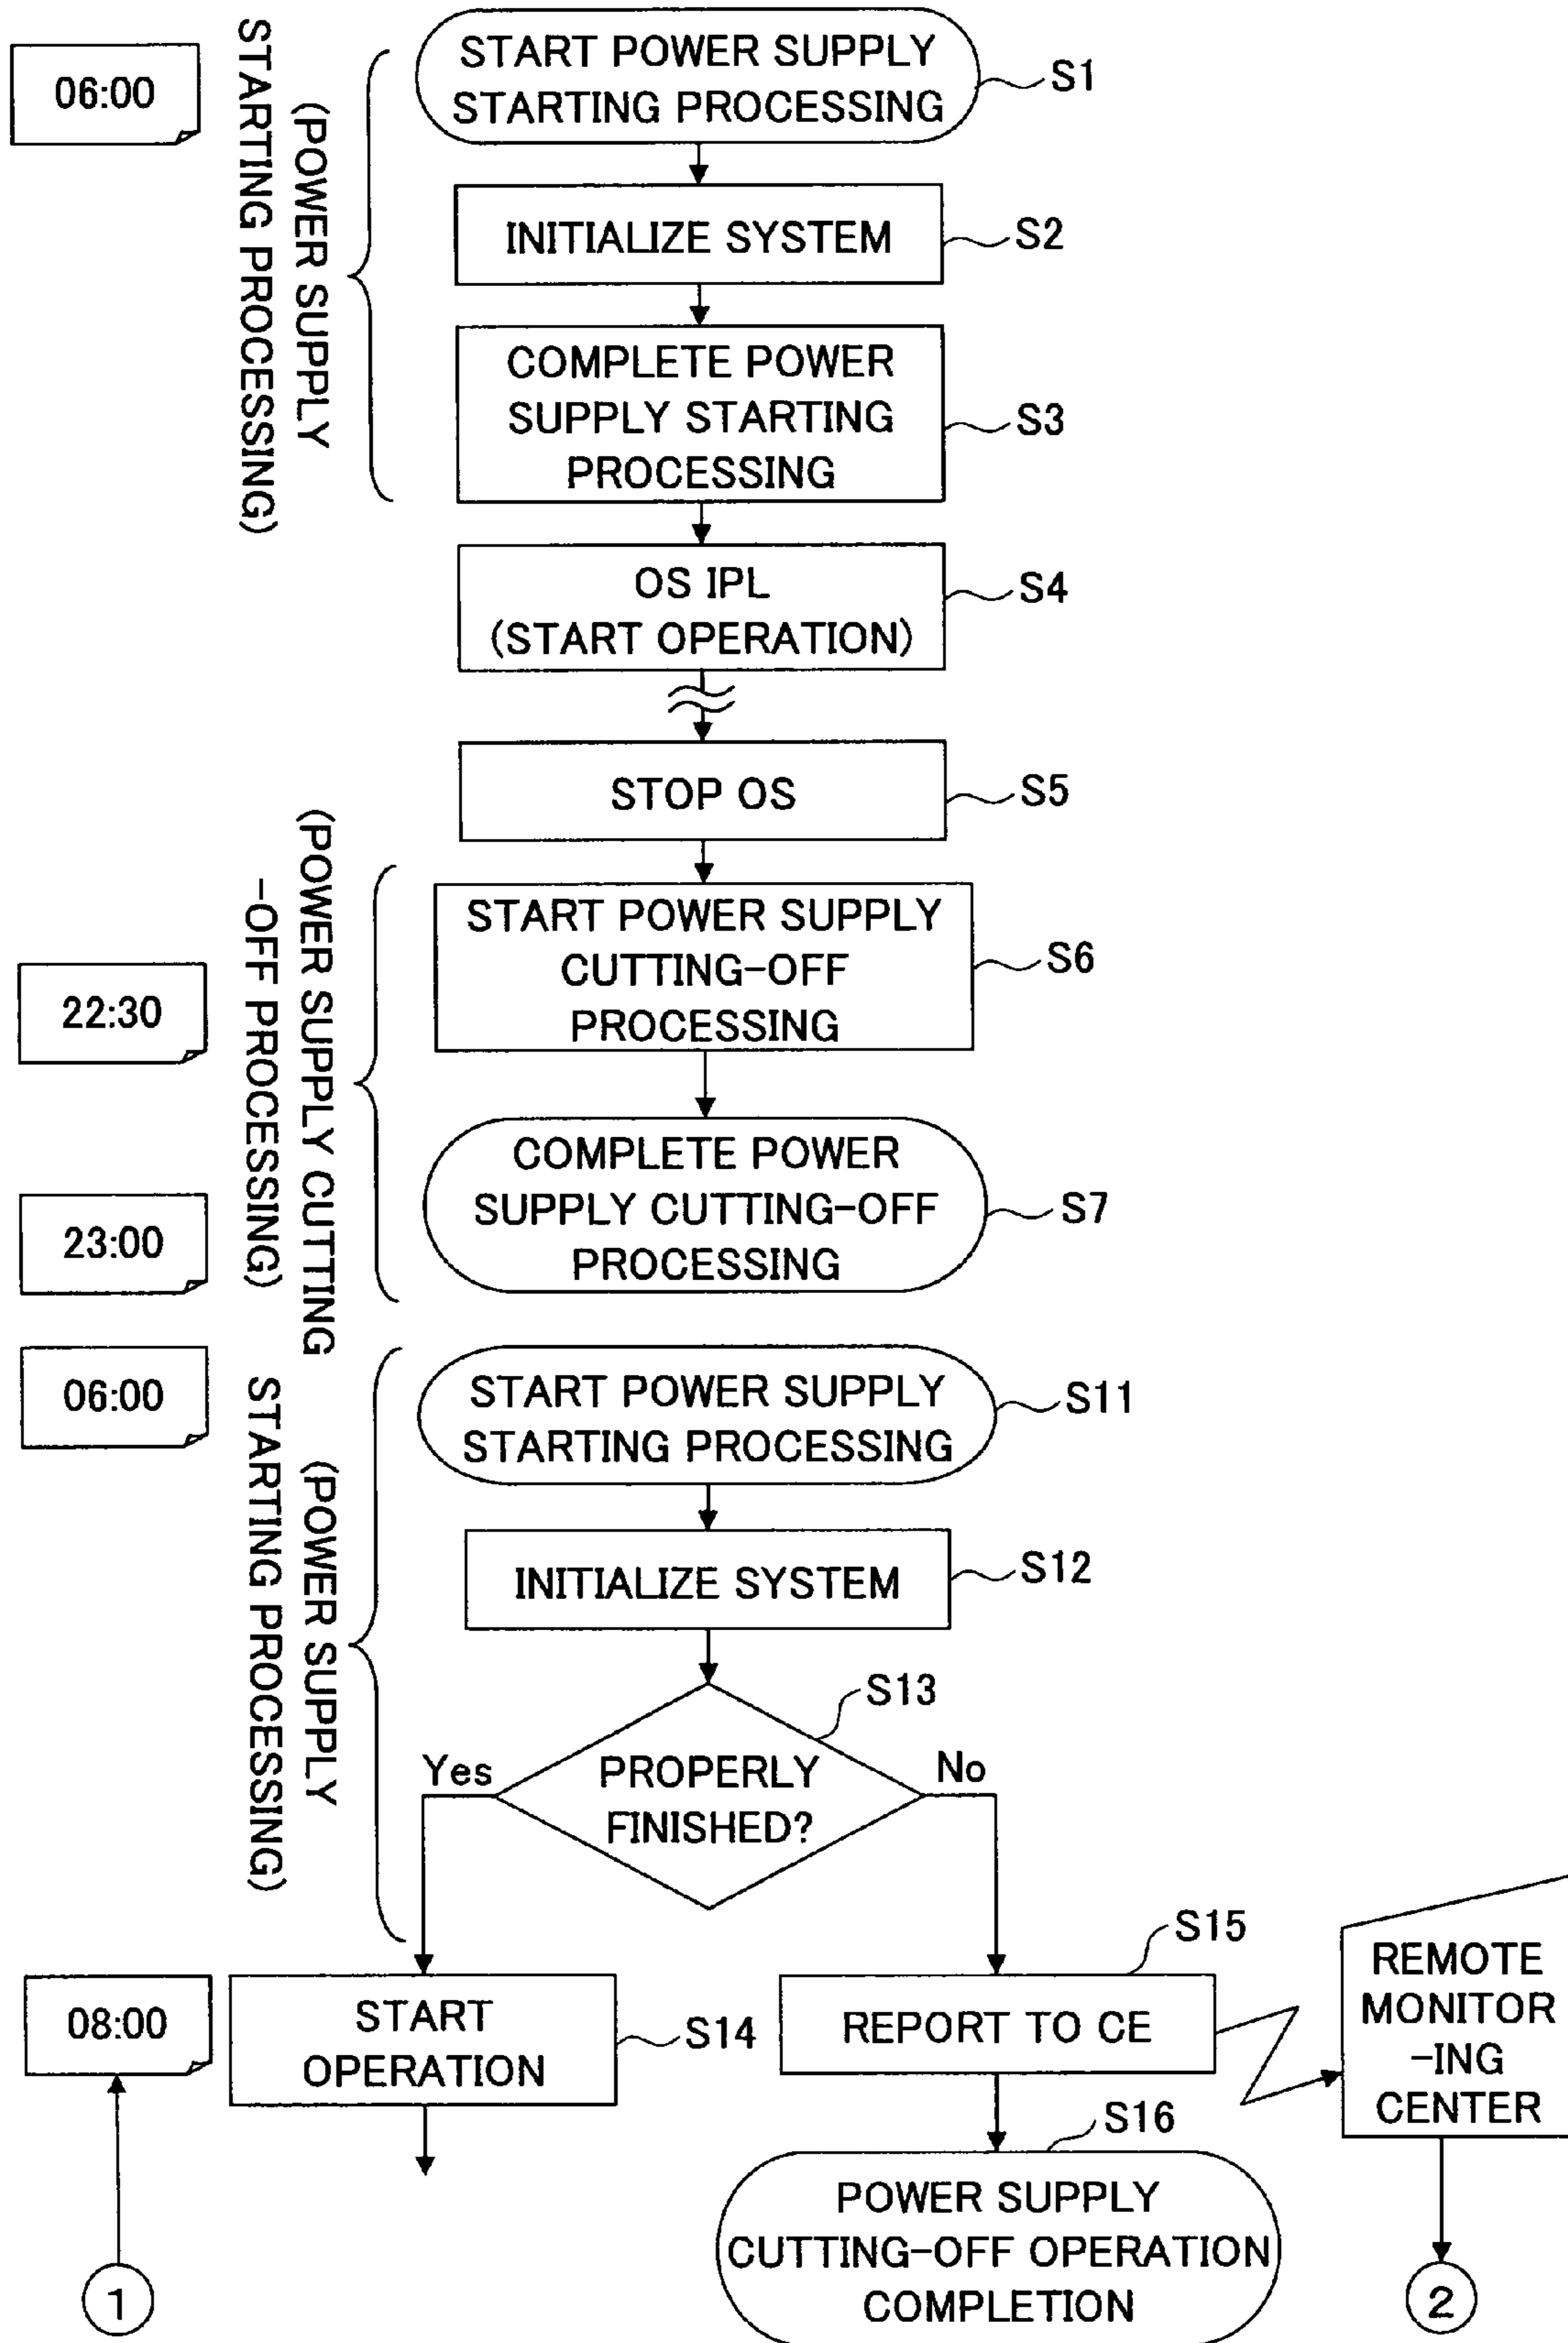 06:00
(POWER SUPPLY
STARTING PROCESSING)
START POWER SUPPLY
STARTING PROCESSING
S1
INITIALIZE SYSTEM
S2
COMPLETE POWER
SUPPLY STARTING
PROCESSING
S3
OS IPL
(START OPERATION)
S4
STOP OS
S5
(POWER SUPPLY CUTTING
-OFF PROCESSING)
22:30
START POWER SUPPLY
CUTTING-OFF
PROCESSING
S6
23:00
COMPLETE POWER
SUPPLY CUTTING-OFF
PROCESSING
S7
06:00
(POWER SUPPLY
STARTING PROCESSING)
START POWER SUPPLY
STARTING PROCESSING
S11
INITIALIZE SYSTEM
S12
S13
PROPERLY
FINISHED?
Yes
No
08:00
START
OPERATION
S14
S15
REPORT TO CE
REMOTE
MONITOR
-ING
CENTER
S16
POWER SUPPLY
CUTTING-OFF OPERATION
COMPLETION
1
2